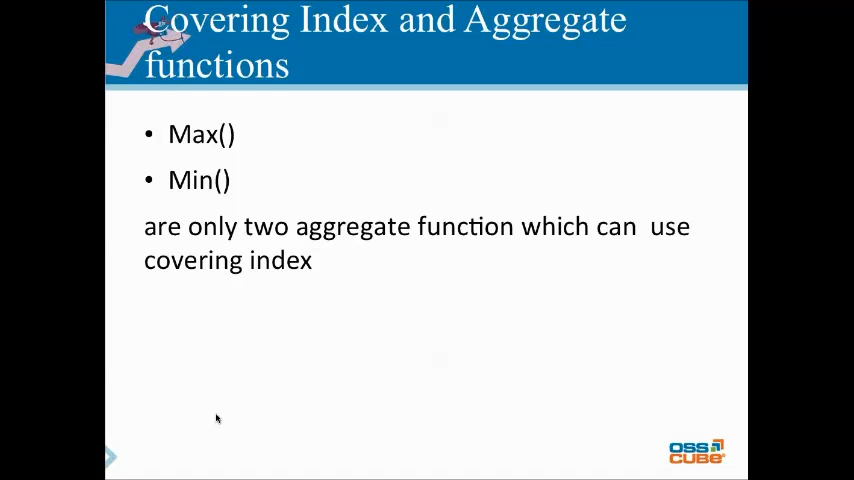 Covering Index and Aggregate
functions
• Max()
• Min()
are only two aggregate function which can  use
covering index
OSS
CUBE